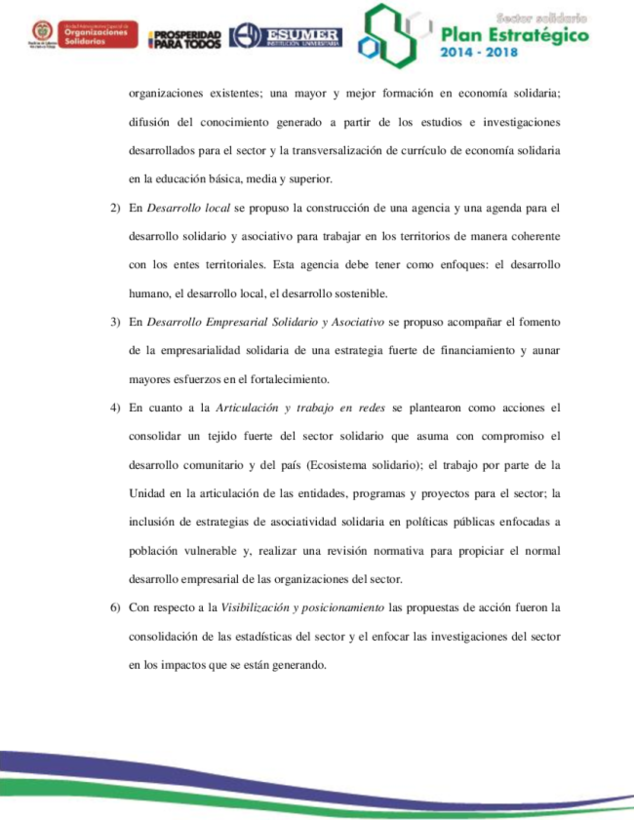 Unidad Administrativa Especial de
Organizaciones
Solidarias
PROSPERIDAD
PARA TODOS
ESUMER
INSTITUCIÓN UNIVERSITARIA
Sector solidario
Plan Estratégico
2014 - 2018
organizaciones existentes; una mayor y mejor formación en economía solidaria;
difusión del conocimiento generado a partir de los estudios e investigaciones
desarrollados para el sector y la transversalización de currículo de economía solidaria
en la educación básica, media y superior.
2) En Desarrollo local se propuso la construcción de una agencia y una agenda para el
desarrollo solidario y asociativo para trabajar en los territorios de manera coherente
con los entes territoriales. Esta agencia debe tener como enfoques: el desarrollo
humano, el desarrollo local, el desarrollo sostenible.
3) En Desarrollo Empresarial Solidario y Asociativo se propuso acompañar el fomento
de la empresarialidad solidaria de una estrategia fuerte de financiamiento y aunar
mayores esfuerzos en el fortalecimiento.
4) En cuanto a la Articulación y trabajo en redes se plantearon como acciones el
consolidar un tejido fuerte del sector solidario que asuma con compromiso el
desarrollo comunitario y del país (Ecosistema solidario); el trabajo por parte de la
Unidad en la articulación de las entidades, programas y proyectos para el sector; la
inclusión de estrategias de asociatividad solidaria en políticas públicas enfocadas a
población vulnerable y, realizar una revisión normativa para propiciar el normal
desarrollo empresarial de las organizaciones del sector.
6) Con respecto a la Visibilización y posicionamiento las propuestas de acción fueron la
consolidación de las estadísticas del sector y el enfocar las investigaciones del sector
en los impactos que se están generando.